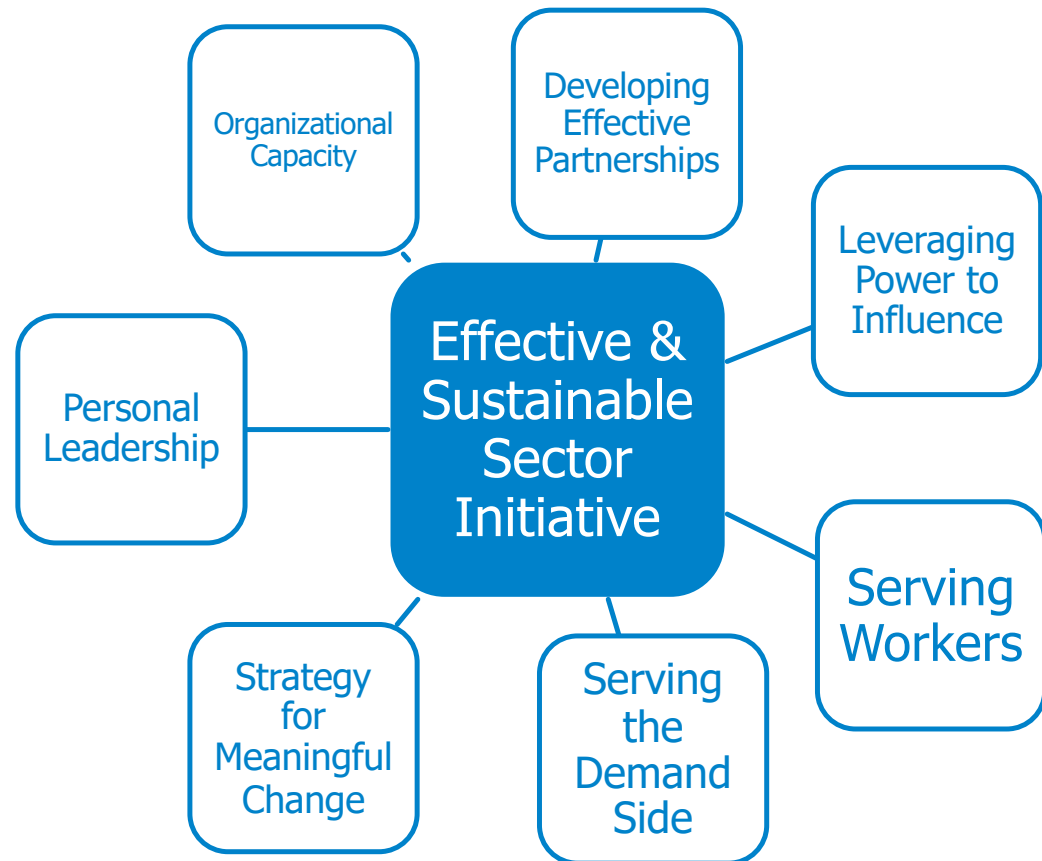 Organizational
Capacity
Developing
Effective
Partnerships
Leveraging
Power to
Influence
Effective &
Sustainable
Sector
Initiative
Personal
Leadership
Serving
Workers
Strategy
for
Meaningful
Change
Serving
the
Demand
Side